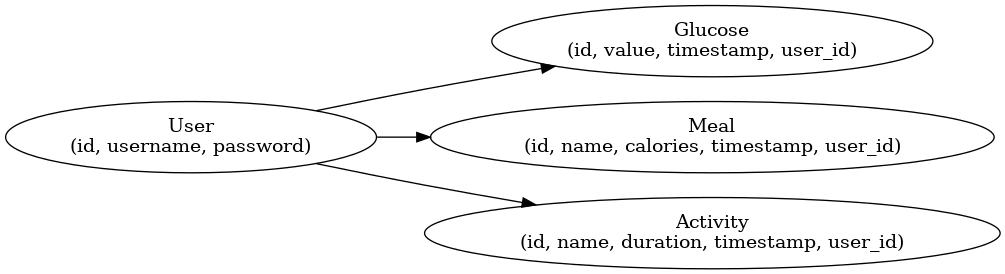 Glucose
(id, value, timestamp, user_id)
User
(id, username, password)
Meal
(id, name, calories, timestamp, user_id)
Activity
(id, name, duration, timestamp, user_id)